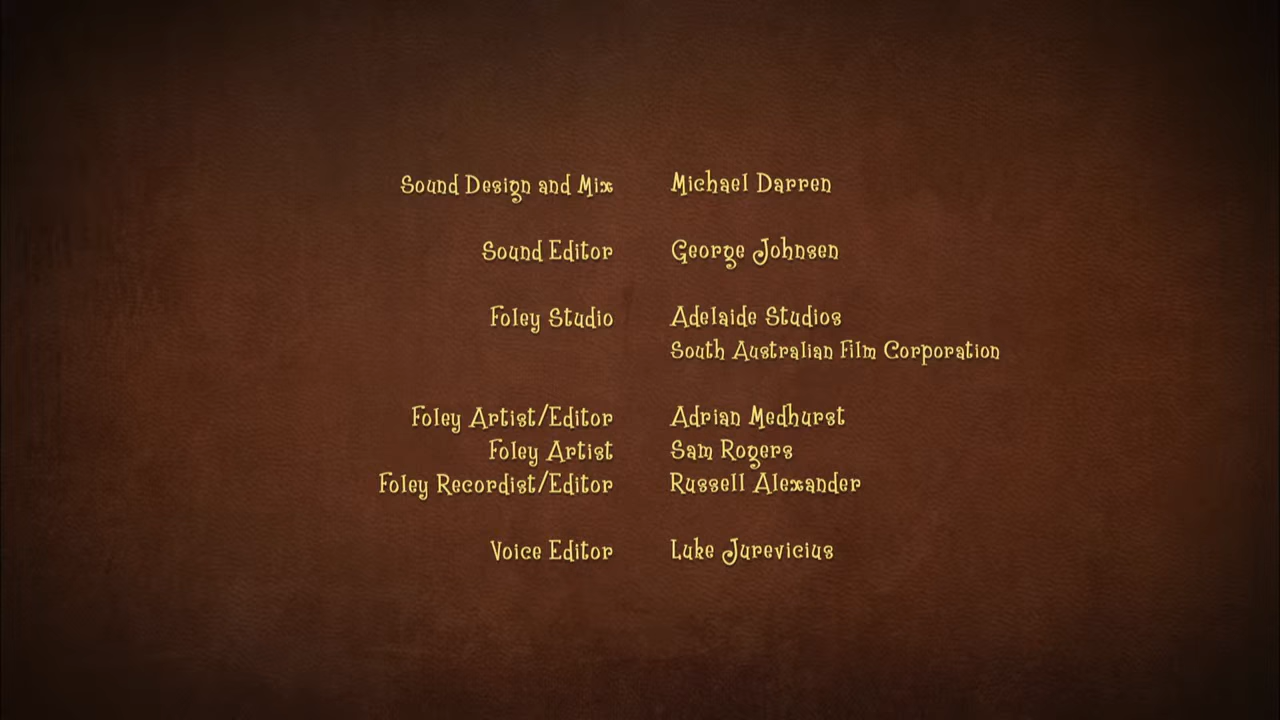 Sound Design and Mix Michael Darren
Sound Editor George Johnsen
Foley Studio Adelaide Studios
South Australian Film Corporation
Foley Artist/Editor Adrian Medhurst
Foley Artist Sam Rogers
Foley Recordist/Editor Russell Alexander
Voice Editor Luke Jurevicius